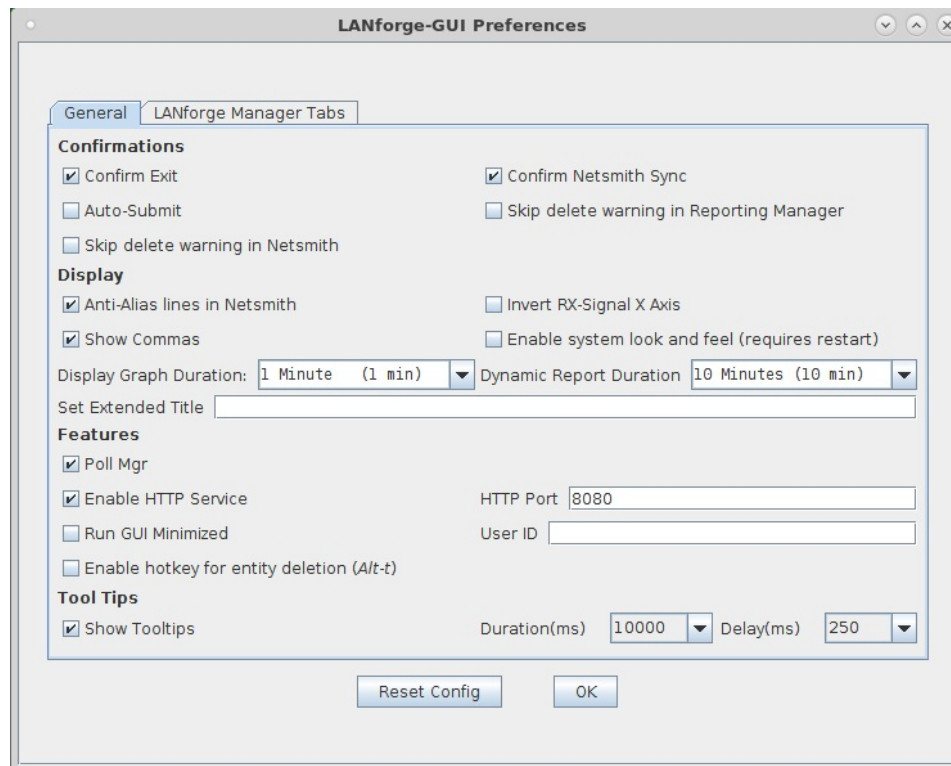 LANforge-GUI Preferences
General LANforge Manager Tabs
Confirmations
Confirm Exit Confirm Netsmith Sync
Auto-Submit Skip delete warning in Reporting Manager
Skip delete warning in Netsmith
Display
Anti-Alias lines in Netsmith Invert RX-Signal X Axis
Show Commas Enable system look and feel (requires restart)
Display Graph Duration: 1 Minute (1 min) Dynamic Report Duration 10 Minutes (10 min)
Set Extended Title
Features
Poll Mgr
Enable HTTP Service HTTP Port 8080
Run GUI Minimized User ID
Enable hotkey for entity deletion (Alt-t)
Tool Tips
Show Tooltips Duration(ms) 10000 Delay(ms) 250
Reset Config OK